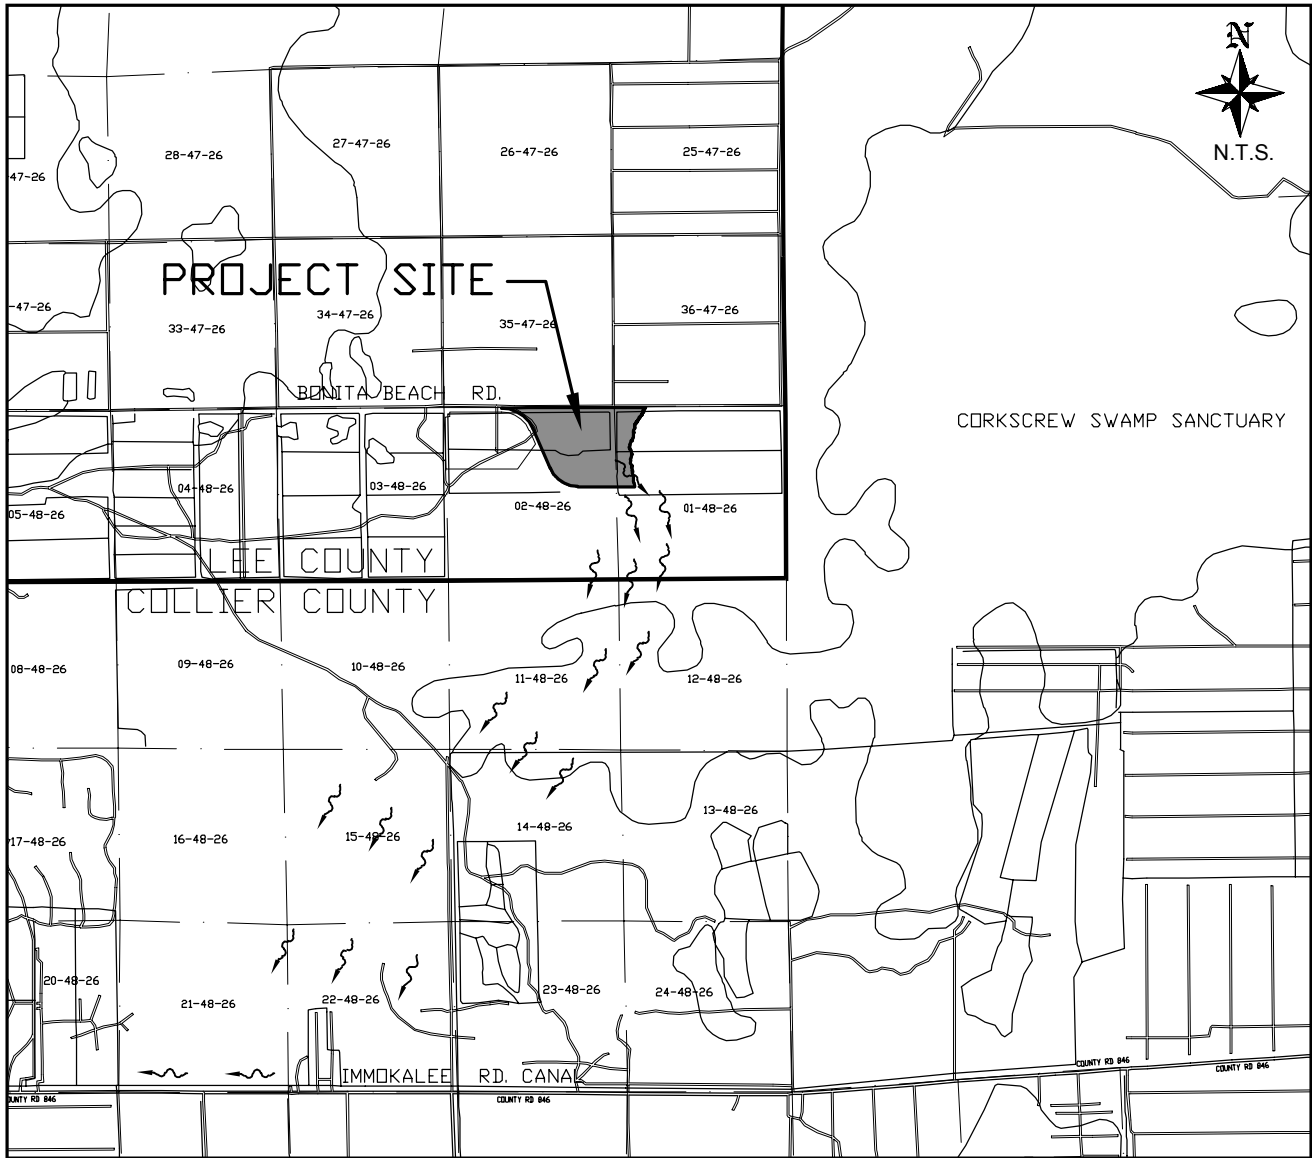 N
N.T.S.
28-47-26
27-47-26
26-47-26
25-47-26
47-26
PROJECT SITE
-47-26
33-47-26
34-47-26
35-47-26
36-47-26
BONITA BEACH RD.
CORKSCREW SWAMP SANCTUARY
05-48-26
04-48-26
03-48-26
02-48-26
01-48-26
LEE COUNTY
COLLIER COUNTY
08-48-26
09-48-26
10-48-26
11-48-26
12-48-26
17-48-26
16-48-26
15-48-26
14-48-26
13-48-26
20-48-26
21-48-26
22-48-26
23-48-26
24-48-26
IMMOKALEE RD. CANAL
COUNTY RD 846
COUNTY RD 846
OUNTY RD 846
COUNTY RD 846